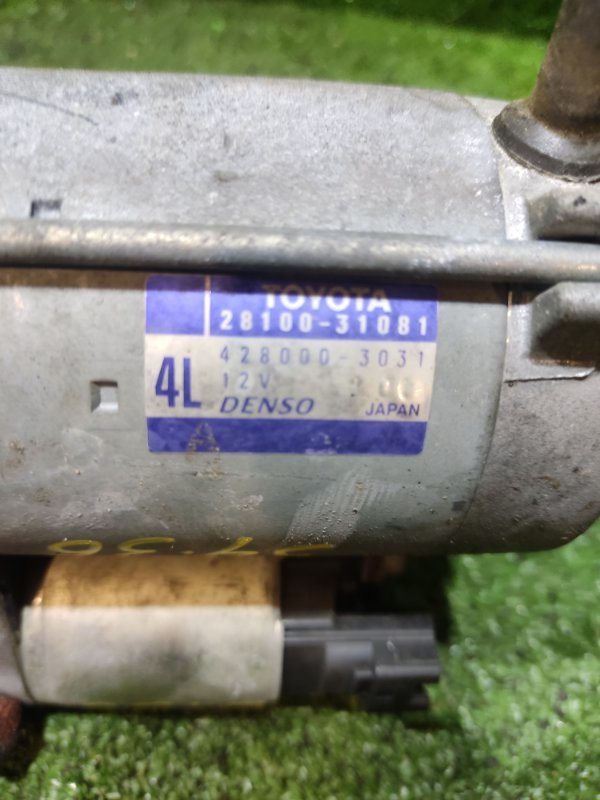 TOYOTA
28100-31081
428000-3031
4L
12V
DENSO JAPAN